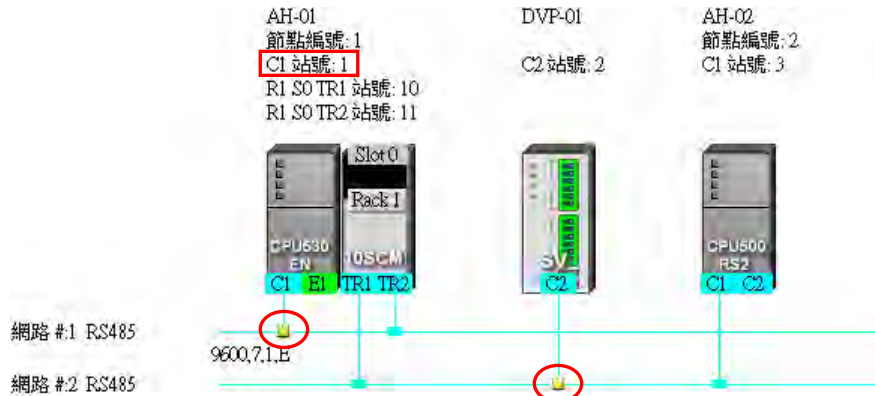 AH-01
節點編號: 1
C1 站號: 1
R1 S0 TR1 站號: 10
R1 S0 TR2 站號: 11
DVP-01
C2 站號: 2
AH-02
節點編號: 2
C1 站號: 3
Slot 0
Rack 1
CPU530
EN
10SCM
C1 E1 TR1 TR2
SV_
C2
CPU500
RS2
C1 C2
網路 #:1 RS485
9600,7,1,E
網路 #:2 RS485